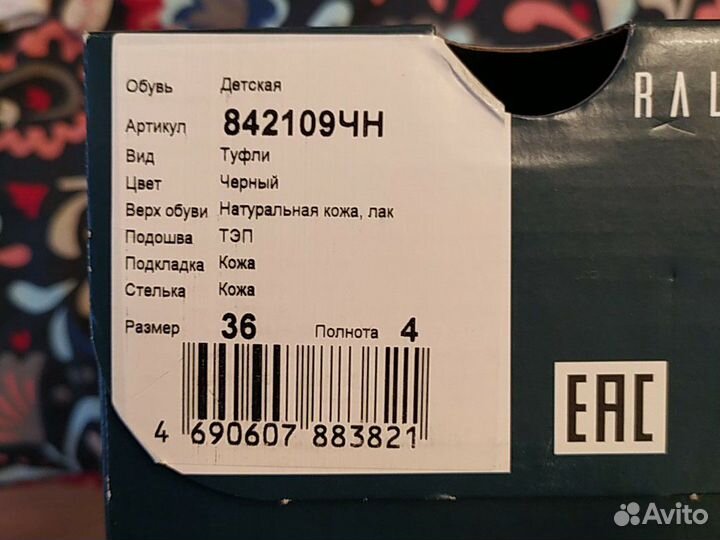 Обувь Детская
Артикул 842109ЧН
Вид Туфли
Цвет Черный
Верх обуви Натуральная кожа, лак
Подошва ТЭП
Подкладка Кожа
Стелька Кожа
Размер 36 Полнота 4
4 690607 883821
RAL
EAC
Avito